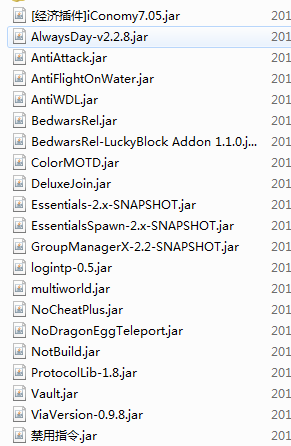 [经济插件]iConomy7.05.jar 201
AlwaysDay-v2.2.8.jar 201
AntiAttack.jar 201
AntiFlightOnWater.jar 201
AntiWDL.jar 201
BedwarsRel.jar 201
BedwarsRel-LuckyBlock Addon 1.1.0.j... 201
ColorMOTD.jar 201
DeluxeJoin.jar 201
Essentials-2.x-SNAPSHOT.jar 201
EssentialsSpawn-2.x-SNAPSHOT.jar 201
GroupManagerX-2.2-SNAPSHOT.jar 201
logintp-0.5.jar 201
multiworld.jar 201
NoCheatPlus.jar 201
NoDragonEggTeleport.jar 201
NotBuild.jar 201
ProtocolLib-1.8.jar 201
Vault.jar 201
ViaVersion-0.9.8.jar 201
禁用指令.jar 201